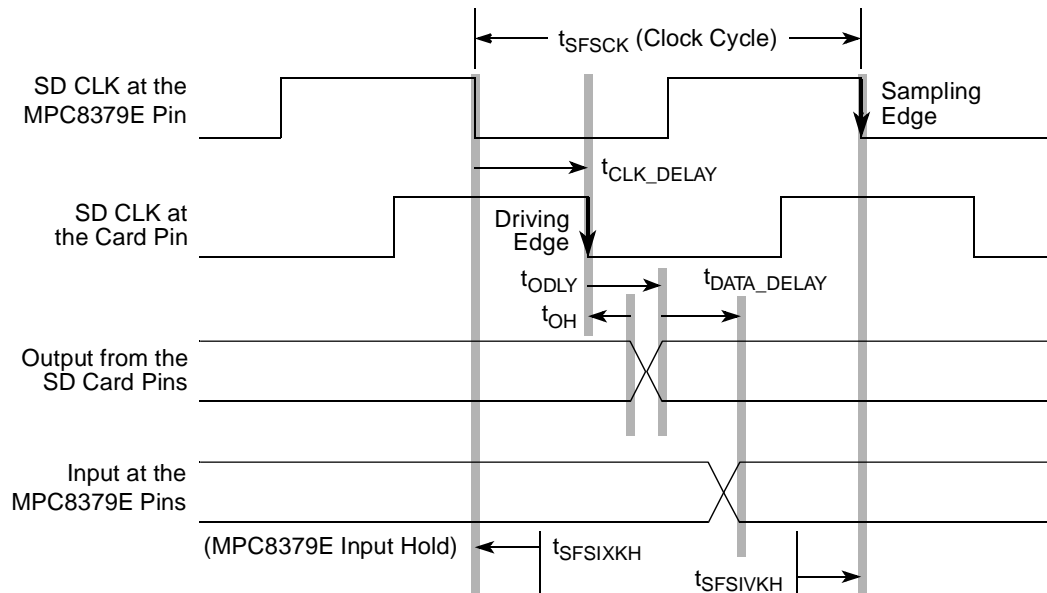 tSFSCK (Clock Cycle)
SD CLK at the
MPC8379E Pin
Sampling
Edge
tCLK_DELAY
SD CLK at
the Card Pin
Driving
Edge
tODLY
tDATA_DELAY
tOH
Output from the
SD Card Pins
Input at the
MPC8379E Pins
(MPC8379E Input Hold)
tSFSIXKH
tSFSIVKH